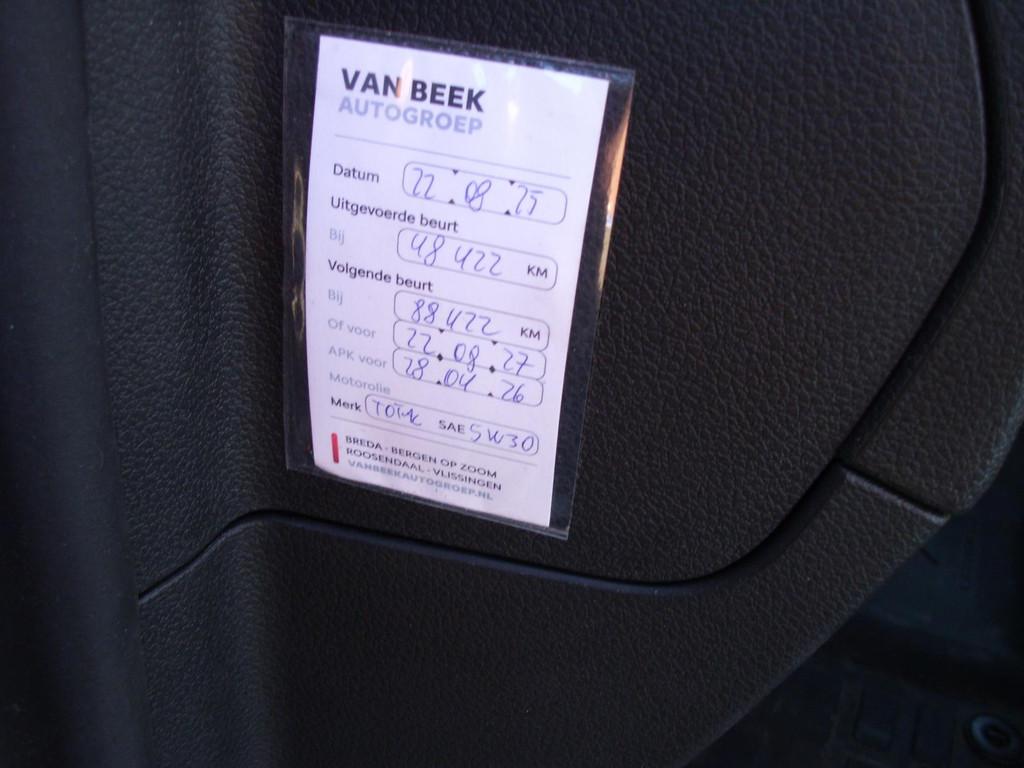 VAN BEEK
AUTOGROEP
Datum 22.08.25
Uitgevoerde beurt
Bij 48 422 KM
Volgende beurt
Bij 88 422 KM
Of voor 22.08.27
APK voor 28.04.26
Motorolie
Merk TOTAL SAE 5W30
BREDA - BERGEN OP ZOOM
ROOSENDAAL - VLISSINGEN
VANBEEKAUTOGROEP.NL